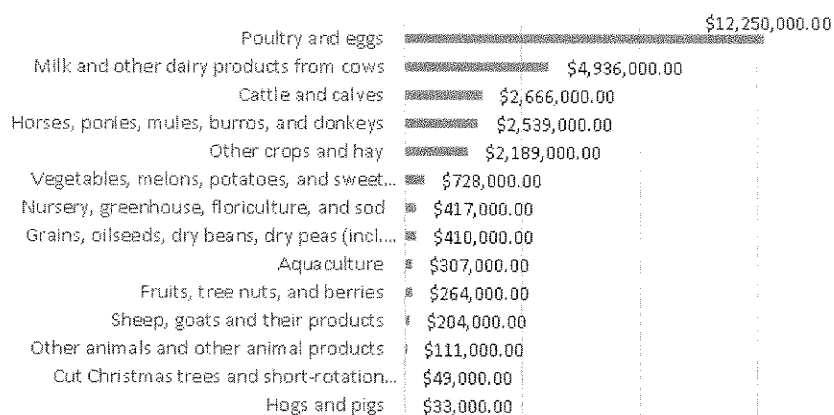 $12,250,000.00
Poultry and eggs
Milk and other dairy products from cows $4,936,000.00
Cattle and calves $2,666,000.00
Horses, ponies, mules, burros, and donkeys $2,539,000.00
Other crops and hay $2,189,000.00
Vegetables, melons, potatoes, and sweet... $728,000.00
Nursery, greenhouse, floriculture, and sod $417,000.00
Grains, oilseeds, dry beans, dry peas (incl.... $410,000.00
Aquaculture $307,000.00
Fruits, tree nuts, and berries $264,000.00
Sheep, goats and their products $204,000.00
Other animals and other animal products $111,000.00
Cut Christmas trees and short-rotation... $49,000.00
Hogs and pigs $33,000.00